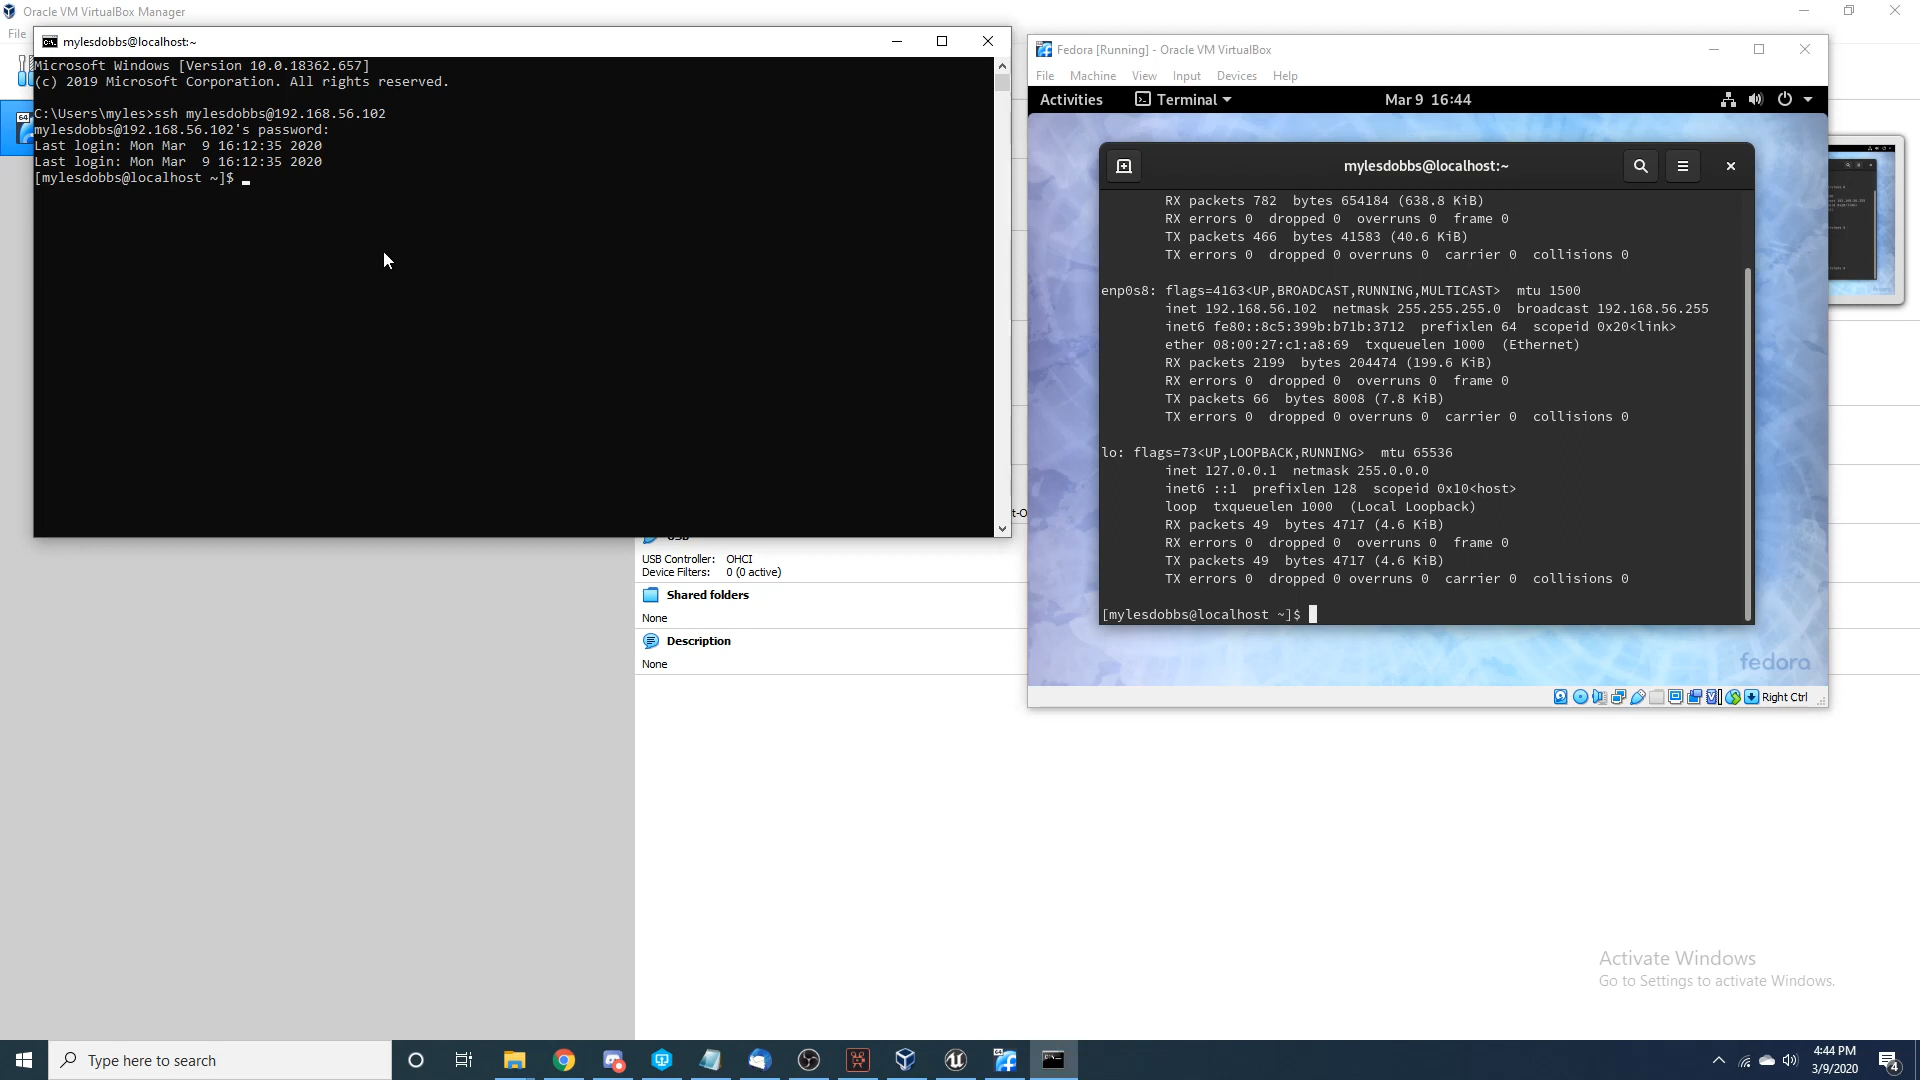 Oracle VM VirtualBox Manager
File
mylesdobbs@localhost:~
Microsoft Windows [Version 10.0.18362.657]
(c) 2019 Microsoft Corporation. All rights reserved.
C:\Users\myles>ssh mylesdobbs@192.168.56.102
mylesdobbs@192.168.56.102's password:
Last login: Mon Mar  9 16:12:35 2020
Last login: Mon Mar  9 16:12:35 2020
[mylesdobbs@localhost ~]$
64
t-O
USB Controller: OHCI
Device Filters: 0 (0 active)
Shared folders
None
Description
None
Fedora [Running] - Oracle VM VirtualBox
File Machine View Input Devices Help
Activities Terminal Mar 9 16:44
mylesdobbs@localhost:~
RX packets 782  bytes 654184 (638.8 KiB)
RX errors 0  dropped 0  overruns 0  frame 0
TX packets 466  bytes 41583 (40.6 KiB)
TX errors 0  dropped 0 overruns 0  carrier 0  collisions 0
enp0s8: flags=4163<UP,BROADCAST,RUNNING,MULTICAST>  mtu 1500
inet 192.168.56.102  netmask 255.255.255.0  broadcast 192.168.56.255
inet6 fe80::8c5:399b:b71b:3712  prefixlen 64  scopeid 0x20<link>
ether 08:00:27:c1:a8:69  txqueuelen 1000  (Ethernet)
RX packets 2199  bytes 204474 (199.6 KiB)
RX errors 0  dropped 0  overruns 0  frame 0
TX packets 66  bytes 8008 (7.8 KiB)
TX errors 0  dropped 0 overruns 0  carrier 0  collisions 0
lo: flags=73<UP,LOOPBACK,RUNNING>  mtu 65536
inet 127.0.0.1  netmask 255.0.0.0
inet6 ::1  prefixlen 128  scopeid 0x10<host>
loop  txqueuelen 1000  (Local Loopback)
RX packets 49  bytes 4717 (4.6 KiB)
RX errors 0  dropped 0  overruns 0  frame 0
TX packets 49  bytes 4717 (4.6 KiB)
TX errors 0  dropped 0 overruns 0  carrier 0  collisions 0
[mylesdobbs@localhost ~]$
fedora
Right Ctrl
Activate Windows
Go to Settings to activate Windows.
Type here to search
4:44 PM
3/9/2020
4